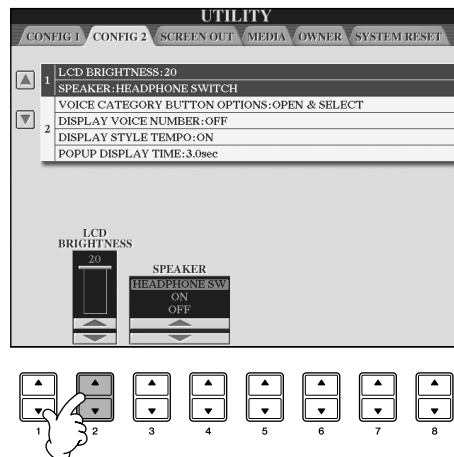 UTILITY
CONFIG 1 CONFIG 2 SCREEN OUT MEDIA OWNER SYSTEM RESET
1 LCD BRIGHTNESS:20
SPEAKER:HEADPHONE SWITCH
2 VOICE CATEGORY BUTTON OPTIONS:OPEN & SELECT
DISPLAY VOICE NUMBER:OFF
DISPLAY STYLE TEMPO:ON
POPUP DISPLAY TIME:3.0sec
LCD
BRIGHTNESS
20
SPEAKER
HEADPHONE SW
ON
OFF
1 2 3 4 5 6 7 8